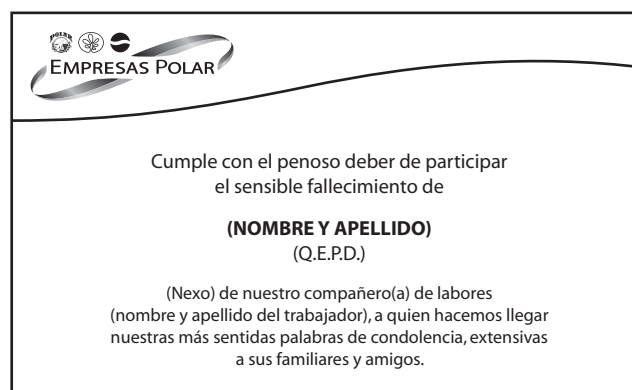 POLAR
EMPRESAS POLAR
Cumple con el penoso deber de participar
el sensible fallecimiento de
(NOMBRE Y APELLIDO)
(Q.E.P.D.)
(Nexo) de nuestro compañero(a) de labores
(nombre y apellido del trabajador), a quien hacemos llegar
nuestras más sentidas palabras de condolencia, extensivas
a sus familiares y amigos.